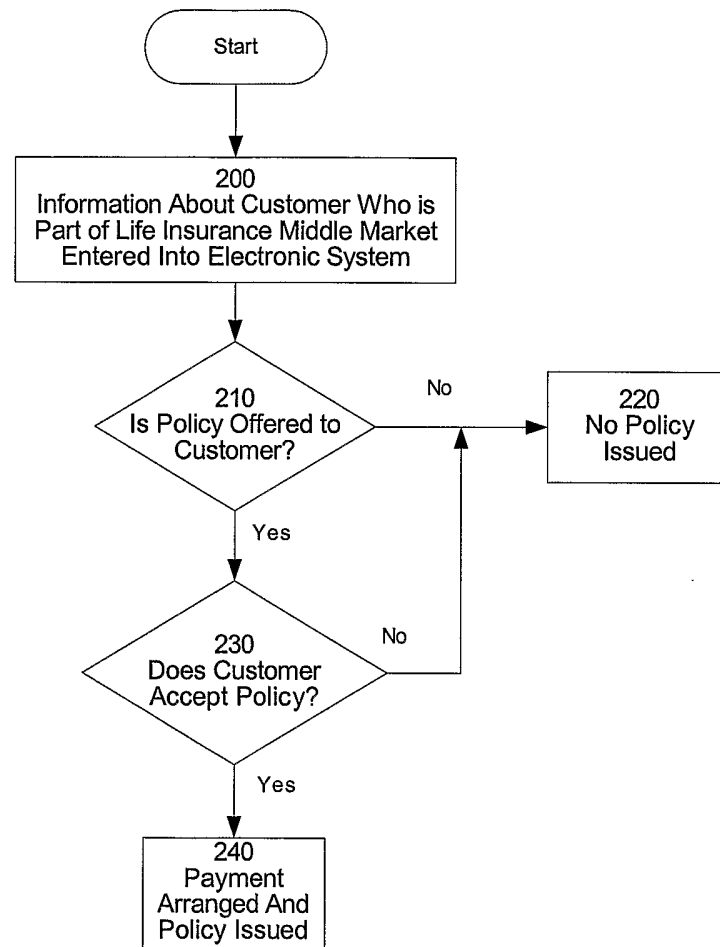 Start
200
Information About Customer Who is
Part of Life Insurance Middle Market
Entered Into Electronic System
210
Is Policy Offered to
Customer?
No
220
No Policy
Issued
Yes
230
Does Customer
Accept Policy?
No
Yes
240
Payment
Arranged And
Policy Issued